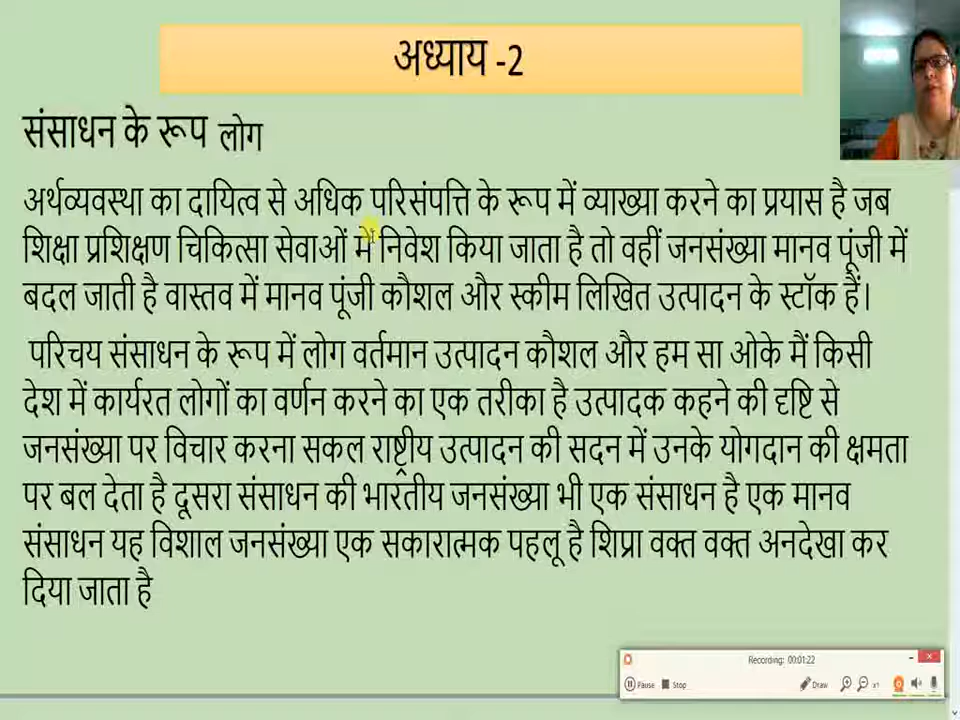 अध्याय -2
संसाधन के रूप लोग
अर्थव्यवस्था का दायित्व से अधिक परिसंपत्ति के रूप में व्याख्या करने का प्रयास है जब
शिक्षा प्रशिक्षण चिकित्सा सेवाओं में निवेश किया जाता है तो वहीं जनसंख्या मानव पूंजी में
बदल जाती है वास्तव में मानव पूंजी कौशल और स्कीम लिखित उत्पादन के स्टॉक हैं।
परिचय संसाधन के रूप में लोग वर्तमान उत्पादन कौशल और हम सा ओके मैं किसी
देश में कार्यरत लोगों का वर्णन करने का एक तरीका है उत्पादक कहने की दृष्टि से
जनसंख्या पर विचार करना सकल राष्ट्रीय उत्पादन की सदन में उनके योगदान की क्षमता
पर बल देता है दूसरा संसाधन की भारतीय जनसंख्या भी एक संसाधन है एक मानव
संसाधन यह विशाल जनसंख्या एक सकारात्मक पहलू है शिप्रा वक्त वक्त अनदेखा कर
दिया जाता है
Recording: 00:01:22
Pause Stop Draw x1